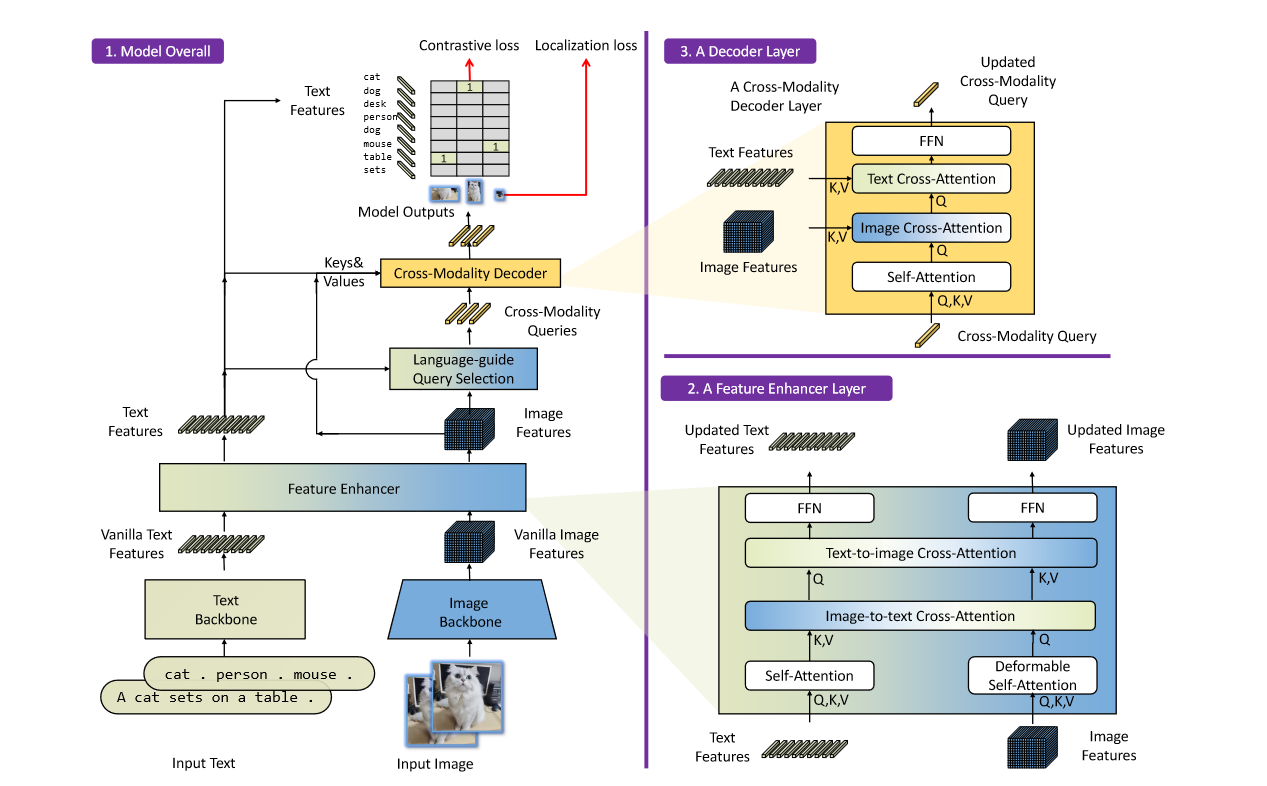 1. Model Overall
Contrastive loss
Localization loss
cat
dog
desk
person
dog
mouse
table
sets
1
1
1
Text
Features
Model Outputs
Keys&
Values
Cross-Modality Decoder
Cross-Modality
Queries
Language-guide
Query Selection
Text
Features
Image
Features
Feature Enhancer
Vanilla Text
Features
Vanilla Image
Features
Text
Backbone
Image
Backbone
cat . person . mouse .
A cat sets on a table .
Input Text
Input Image
3. A Decoder Layer
A Cross-Modality
Decoder Layer
Updated
Cross-Modality
Query
FFN
Text Features
Text Cross-Attention
K,V
Q
Image Cross-Attention
K,V
Q
Image Features
Self-Attention
Q,K,V
Cross-Modality Query
2. A Feature Enhancer Layer
Updated Text
Features
Updated Image
Features
FFN
FFN
Text-to-image Cross-Attention
Q
K,V
Image-to-text Cross-Attention
K,V
Q
Self-Attention
Deformable
Self-Attention
Q,K,V
Q,K,V
Text
Features
Image
Features